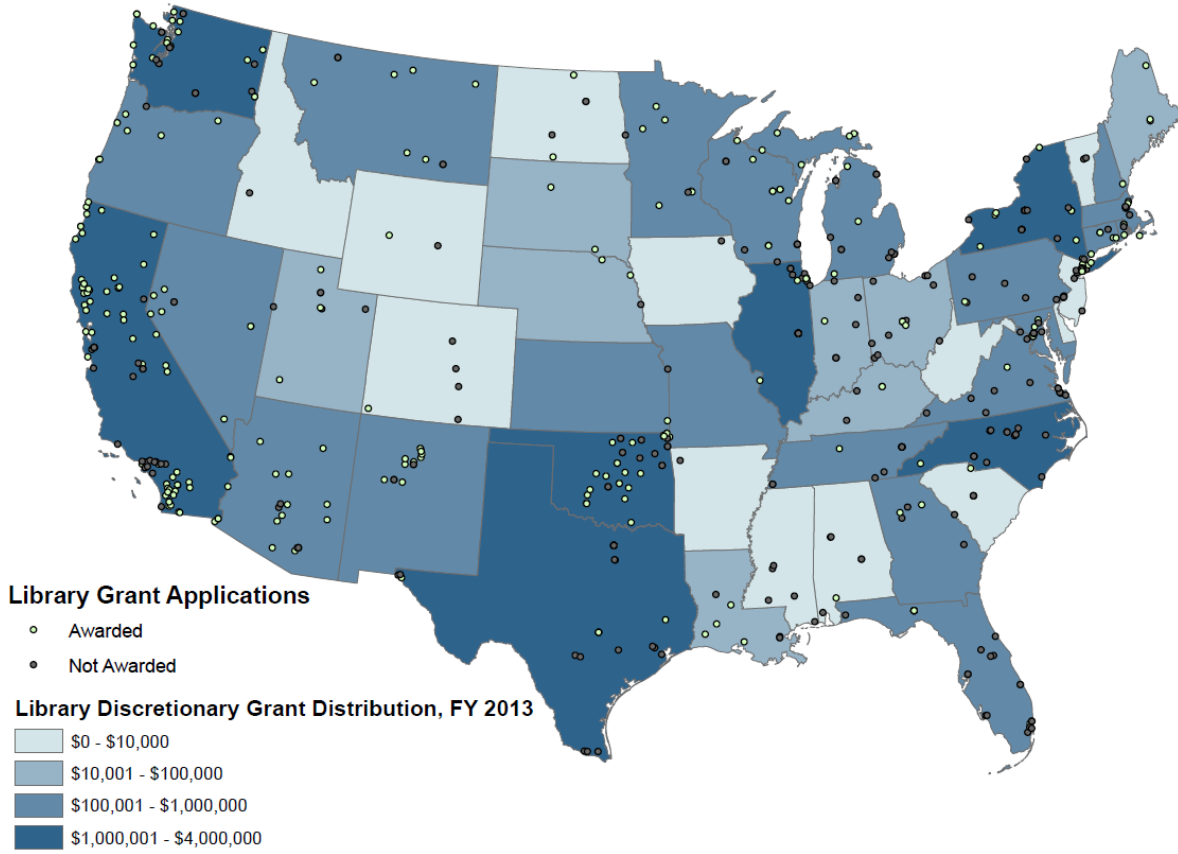 Library Grant Applications
Awarded
Not Awarded
Library Discretionary Grant Distribution, FY 2013
$0 - $10,000
$10,001 - $100,000
$100,001 - $1,000,000
$1,000,001 - $4,000,000